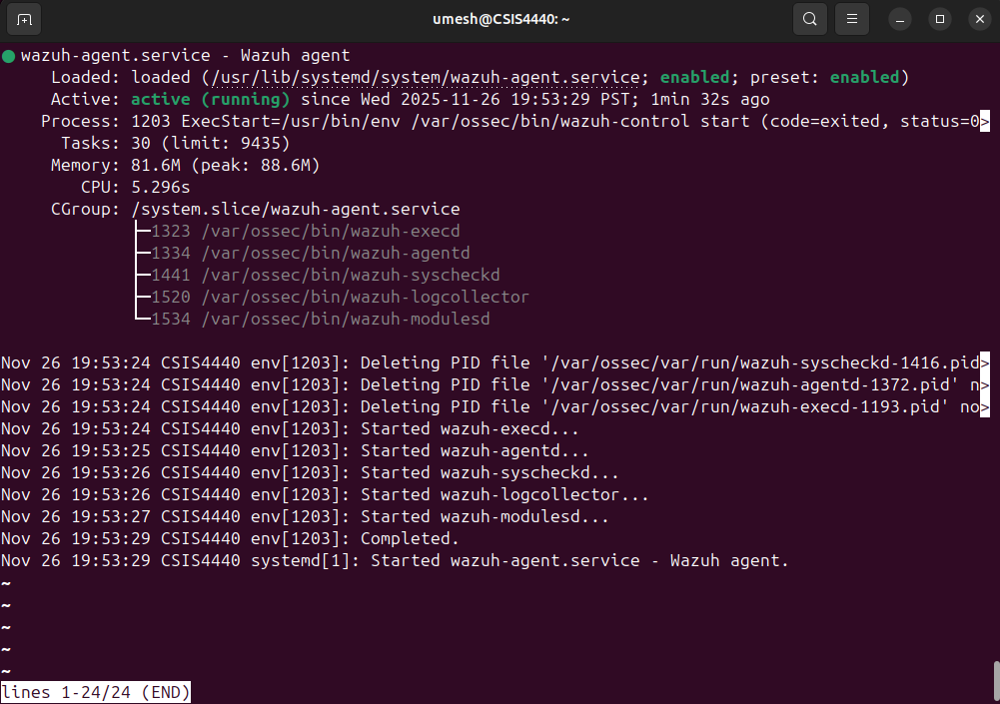 umesh@CSIS4440: ~
wazuh-agent.service - Wazuh agent
Loaded: loaded (/usr/lib/systemd/system/wazuh-agent.service; enabled; preset: enabled)
Active: active (running) since Wed 2025-11-26 19:53:29 PST; 1min 32s ago
Process: 1203 ExecStart=/usr/bin/env /var/ossec/bin/wazuh-control start (code=exited, status=0>
Tasks: 30 (limit: 9435)
Memory: 81.6M (peak: 88.6M)
CPU: 5.296s
CGroup: /system.slice/wazuh-agent.service
├─1323 /var/ossec/bin/wazuh-execd
├─1334 /var/ossec/bin/wazuh-agentd
├─1441 /var/ossec/bin/wazuh-syscheckd
├─1520 /var/ossec/bin/wazuh-logcollector
└─1534 /var/ossec/bin/wazuh-modulesd
Nov 26 19:53:24 CSIS4440 env[1203]: Deleting PID file '/var/ossec/var/run/wazuh-syscheckd-1416.pid>
Nov 26 19:53:24 CSIS4440 env[1203]: Deleting PID file '/var/ossec/var/run/wazuh-agentd-1372.pid' n>
Nov 26 19:53:24 CSIS4440 env[1203]: Deleting PID file '/var/ossec/var/run/wazuh-execd-1193.pid' no>
Nov 26 19:53:24 CSIS4440 env[1203]: Started wazuh-execd...
Nov 26 19:53:25 CSIS4440 env[1203]: Started wazuh-agentd...
Nov 26 19:53:26 CSIS4440 env[1203]: Started wazuh-syscheckd...
Nov 26 19:53:26 CSIS4440 env[1203]: Started wazuh-logcollector...
Nov 26 19:53:27 CSIS4440 env[1203]: Started wazuh-modulesd...
Nov 26 19:53:29 CSIS4440 env[1203]: Completed.
Nov 26 19:53:29 CSIS4440 systemd[1]: Started wazuh-agent.service - Wazuh agent.
~
~
~
~
~
lines 1-24/24 (END)